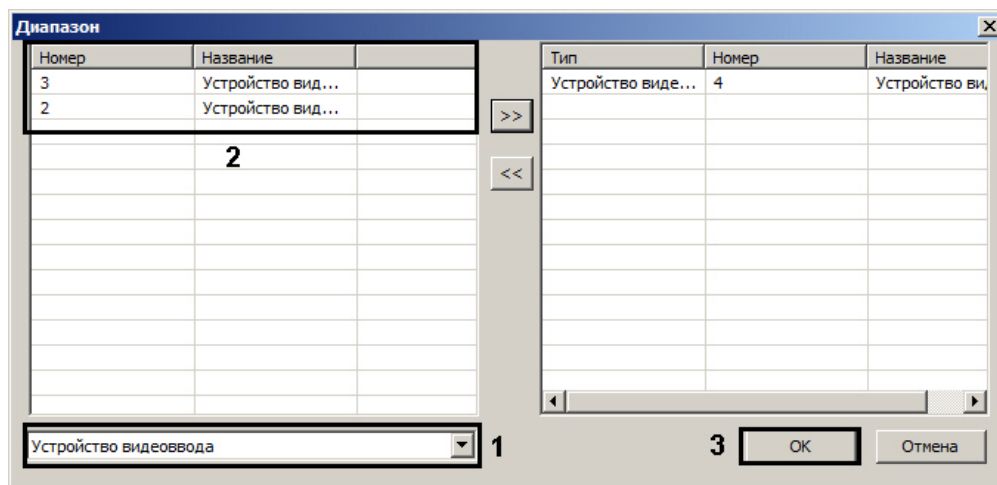 Диапазон
Номер Название
3 Устройство вид...
2 Устройство вид...
2
>>
<<
Тип Номер Название
Устройство виде... 4 Устройство ви
Устройство видеоввода
1
3
OK
Отмена